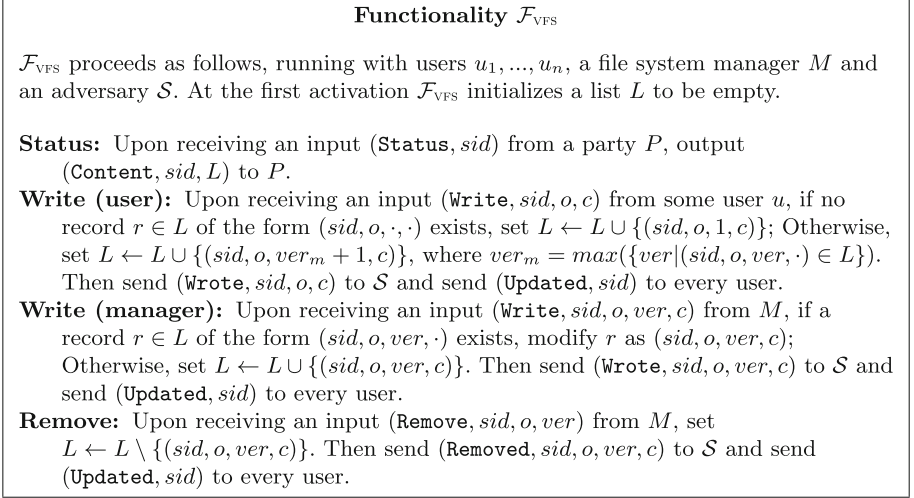 Functionality 𝓕VFS
𝓕VFS proceeds as follows, running with users u₁, ..., uₙ, a file system manager M and
an adversary 𝒮. At the first activation 𝓕VFS initializes a list L to be empty.
Status: Upon receiving an input (Status, sid) from a party P, output
(Content, sid, L) to P.
Write (user): Upon receiving an input (Write, sid, o, c) from some user u, if no
record r ∈ L of the form (sid, o, ·, ·) exists, set L ← L ∪ {(sid, o, 1, c)}; Otherwise,
set L ← L ∪ {(sid, o, verₘ + 1, c)}, where verₘ = max({ver|(sid, o, ver, ·) ∈ L}).
Then send (Wrote, sid, o, c) to 𝒮 and send (Updated, sid) to every user.
Write (manager): Upon receiving an input (Write, sid, o, ver, c) from M, if a
record r ∈ L of the form (sid, o, ver, ·) exists, modify r as (sid, o, ver, c);
Otherwise, set L ← L ∪ {(sid, o, ver, c)}. Then send (Wrote, sid, o, ver, c) to 𝒮 and
send (Updated, sid) to every user.
Remove: Upon receiving an input (Remove, sid, o, ver) from M, set
L ← L \ {(sid, o, ver, c)}. Then send (Removed, sid, o, ver, c) to 𝒮 and send
(Updated, sid) to every user.